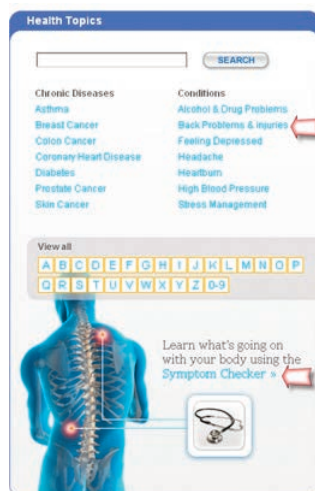 Health Topics
SEARCH
Chronic Diseases
Asthma
Breast Cancer
Colon Cancer
Coronary Heart Disease
Diabetes
Prostate Cancer
Skin Cancer
Conditions
Alcohol & Drug Problems
Back Problems & injuries
Feeling Depressed
Headache
Heartburn
High Blood Pressure
Stress Management
View all
A B C D E F G H I J K L M N O P
Q R S T U V W X Y Z 0-9
Learn what's going on
with your body using the
Symptom Checker »